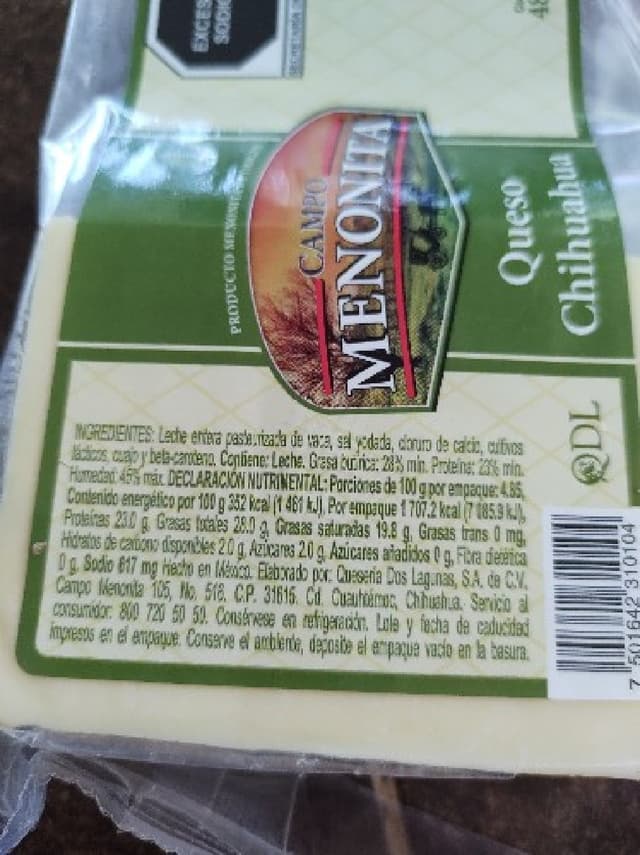 EXCES
SODIO
48
PRODUCTO
CAMPO
MENONITA
Queso
Chihuahua
QDL
INGREDIENTES: Leche entera pasteurizada de vaca, sal yodada, cloruro de calcio, cultivos
lácticos, cuajo y beta-caroteno. Contiene: Leche. Grasa butírica: 28% min. Proteína: 23% min.
Humedad 45% máx. DECLARACIÓN NUTRIMENTAL: Porciones de 100 g por empaque: 4.85.
Contenido energético por 100 g 352 kcal (1 461 kJ), Por empaque 1 707.2 kcal (7 085.9 kJ),
Proteínas 23.0 g, Grasas totales 28.0 g, Grasas saturadas 19.8 g, Grasas trans 0 mg,
Hidratos de carbono disponibles 2.0 g, Azúcares 2.0 g, Azúcares añadidos 0 g, Fibra dietética
0 g, Sodio 617 mg Hecho en México. Elaborado por: Quesería Dos Lagunas, S.A. de C.V.
Campo Menonita 105, No. 518. C.P. 31615. Cd. Cuauhtémoc, Chihuahua. Servicio al
consumidor: 800 720 50 50. Consérvese en refrigeración. Lote y fecha de caducidad
impresos en el empaque. Conserve el ambiente, deposite el empaque vacío en la basura.
7 501642 310104